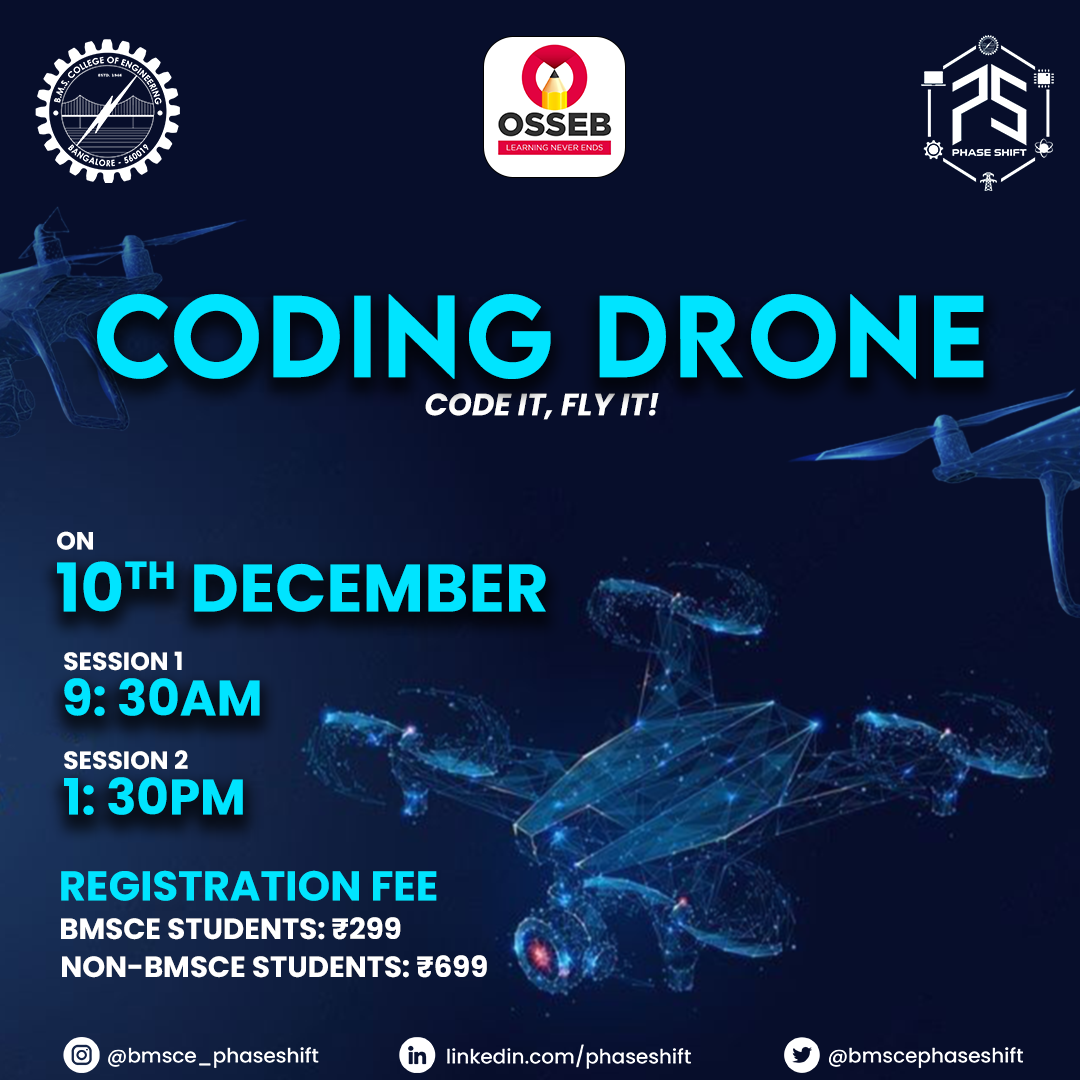 B.M.S. COLLEGE OF ENGINEERING
ESTD. 1946
BANGALORE - 560019
OSSEB
LEARNING NEVER ENDS
PS
PHASE SHIFT
CODING DRONE
CODE IT, FLY IT!
ON
10TH DECEMBER
SESSION 1
9: 30AM
SESSION 2
1: 30PM
REGISTRATION FEE
BMSCE STUDENTS: ₹299
NON-BMSCE STUDENTS: ₹699
@bmsce_phaseshift
linkedin.com/phaseshift
@bmscephaseshift